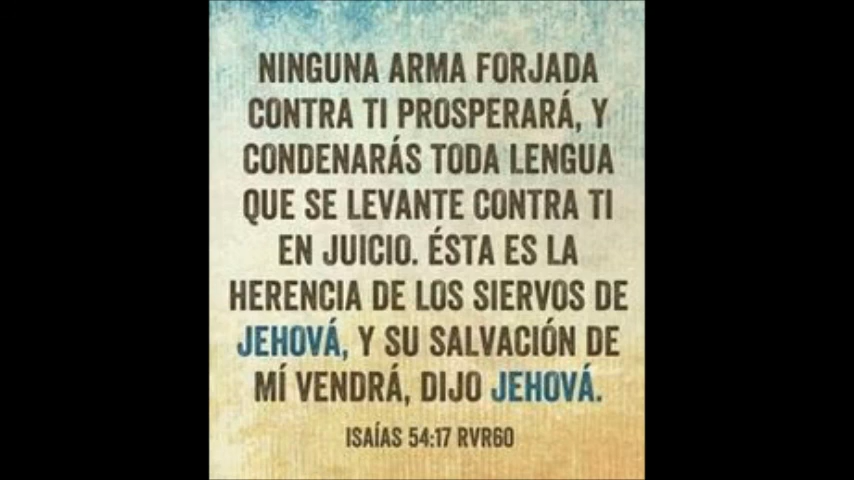 NINGUNA ARMA FORJADA
CONTRA TI PROSPERARÁ, Y
CONDENARÁS TODA LENGUA
QUE SE LEVANTE CONTRA TI
EN JUICIO. ÉSTA ES LA
HERENCIA DE LOS SIERVOS DE
JEHOVÁ, Y SU SALVACIÓN DE
MÍ VENDRÁ, DIJO JEHOVÁ.
ISAÍAS 54:17 RVR60